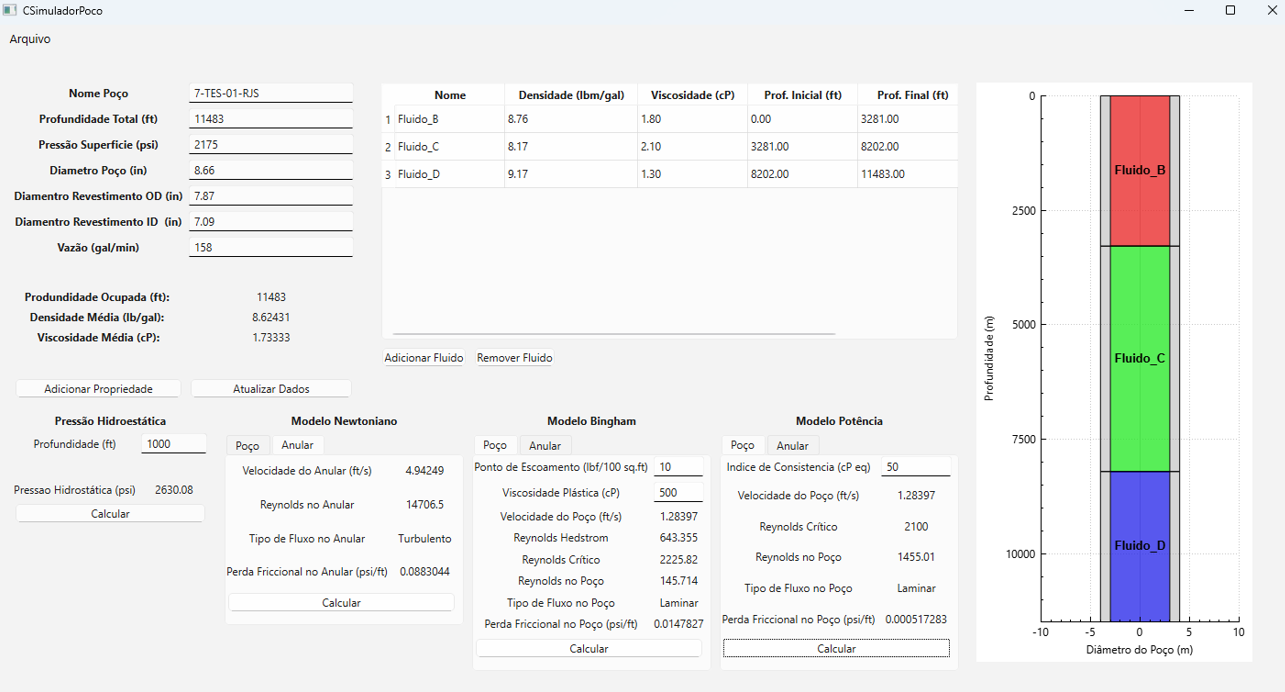 CSimuladorPoco
Arquivo
Nome Poço 7-TES-01-RJS
Profundidade Total (ft) 11483
Pressão Superficie (psi) 2175
Diametro Poço (in) 8.66
Diamentro Revestimento OD (in) 7.87
Diamentro Revestimento ID (in) 7.09
Vazão (gal/min) 158
Produndidade Ocupada (ft): 11483
Densidade Média (lb/gal): 8.62431
Viscosidade Média (cP): 1.73333
Adicionar Propriedade Atualizar Dados
Nome Densidade (lbm/gal) Viscosidade (cP) Prof. Inicial (ft) Prof. Final (ft)
1 Fluido_B 8.76 1.80 0.00 3281.00
2 Fluido_C 8.17 2.10 3281.00 8202.00
3 Fluido_D 9.17 1.30 8202.00 11483.00
Adicionar Fluido Remover Fluido
Pressão Hidroestática
Profundidade (ft) 1000
Pressao Hidrostática (psi) 2630.08
Calcular
Modelo Newtoniano
Poço Anular
Velocidade do Anular (ft/s) 4.94249
Reynolds no Anular 14706.5
Tipo de Fluxo no Anular Turbulento
Perda Friccional no Anular (psi/ft) 0.0883044
Calcular
Modelo Bingham
Poço Anular
Ponto de Escoamento (lbf/100 sq.ft) 10
Viscosidade Plástica (cP) 500
Velocidade do Poço (ft/s) 1.28397
Reynolds Hedstrom 643.355
Reynolds Crítico 2225.82
Reynolds no Poço 145.714
Tipo de Fluxo no Poço Laminar
Perda Friccional no Poço (psi/ft) 0.0147827
Calcular
Modelo Potência
Poço Anular
Indice de Consistencia (cP eq) 50
Velocidade do Poço (ft/s) 1.28397
Reynolds Crítico 2100
Reynolds no Poço 1455.01
Tipo de Fluxo no Poço Laminar
Perda Friccional no Poço (psi/ft) 0.000517283
Calcular
Profundidade (m)
0
2500
5000
7500
10000
Fluido_B
Fluido_C
Fluido_D
-10 -5 0 5 10
Diâmetro do Poço (m)